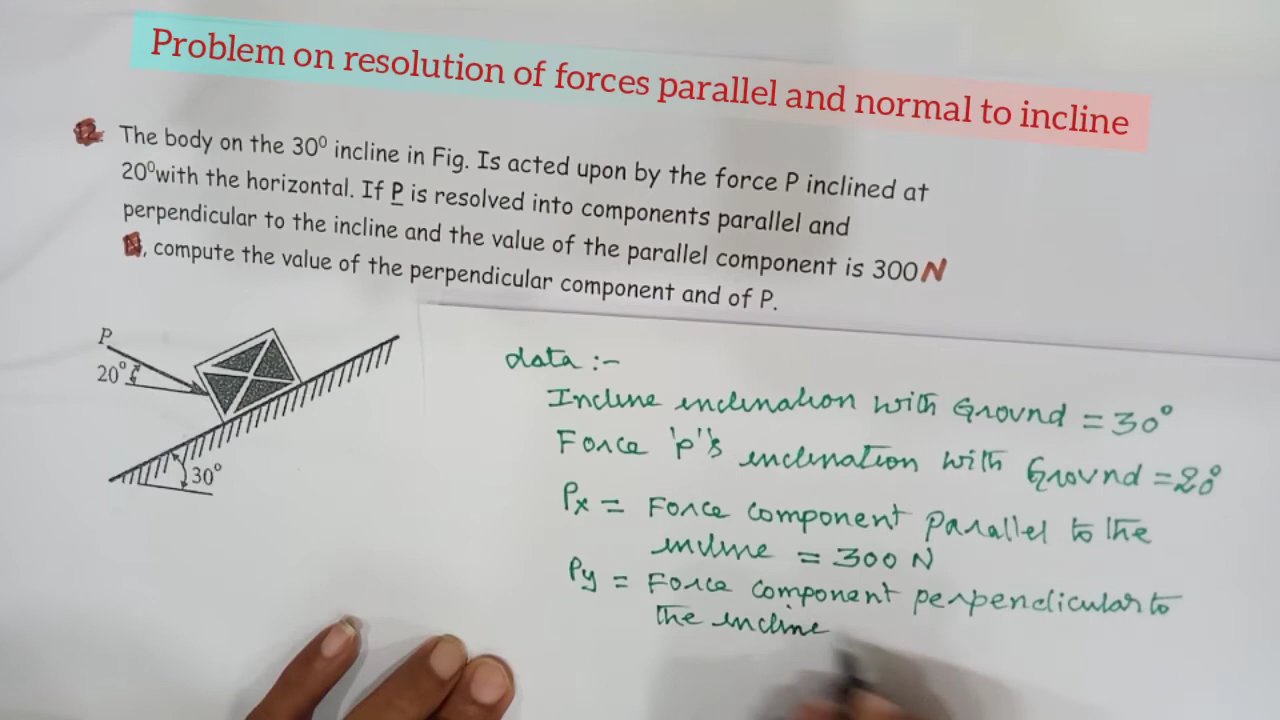 Problem on resolution of forces parallel and normal to incline
Q. The body on the 30⁰ incline in Fig. Is acted upon by the force P inclined at
20⁰with the horizontal. If P is resolved into components parallel and
perpendicular to the incline and the value of the parallel component is 300N
, compute the value of the perpendicular component and of P.
P
20°
30°
data :-
Incline inclination with Ground = 30°
Force 'p''s inclination with Ground = 20°
Px = Force component parallel to the
incline = 300 N
Py = Force component perpendicular to
the incline